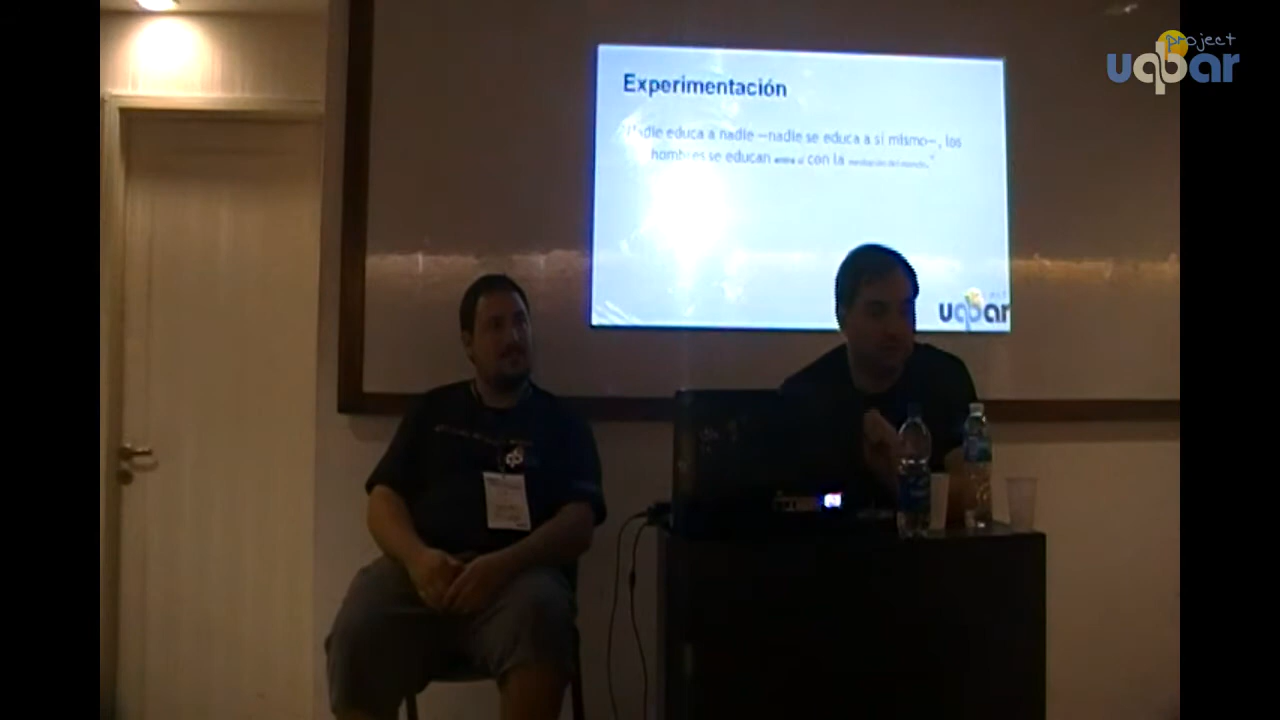 project
uqbar
Experimentación
"Nadie educa a nadie —nadie se educa a sí mismo—, los
hombres se educan entre sí con la mediación del mundo."
uqbar